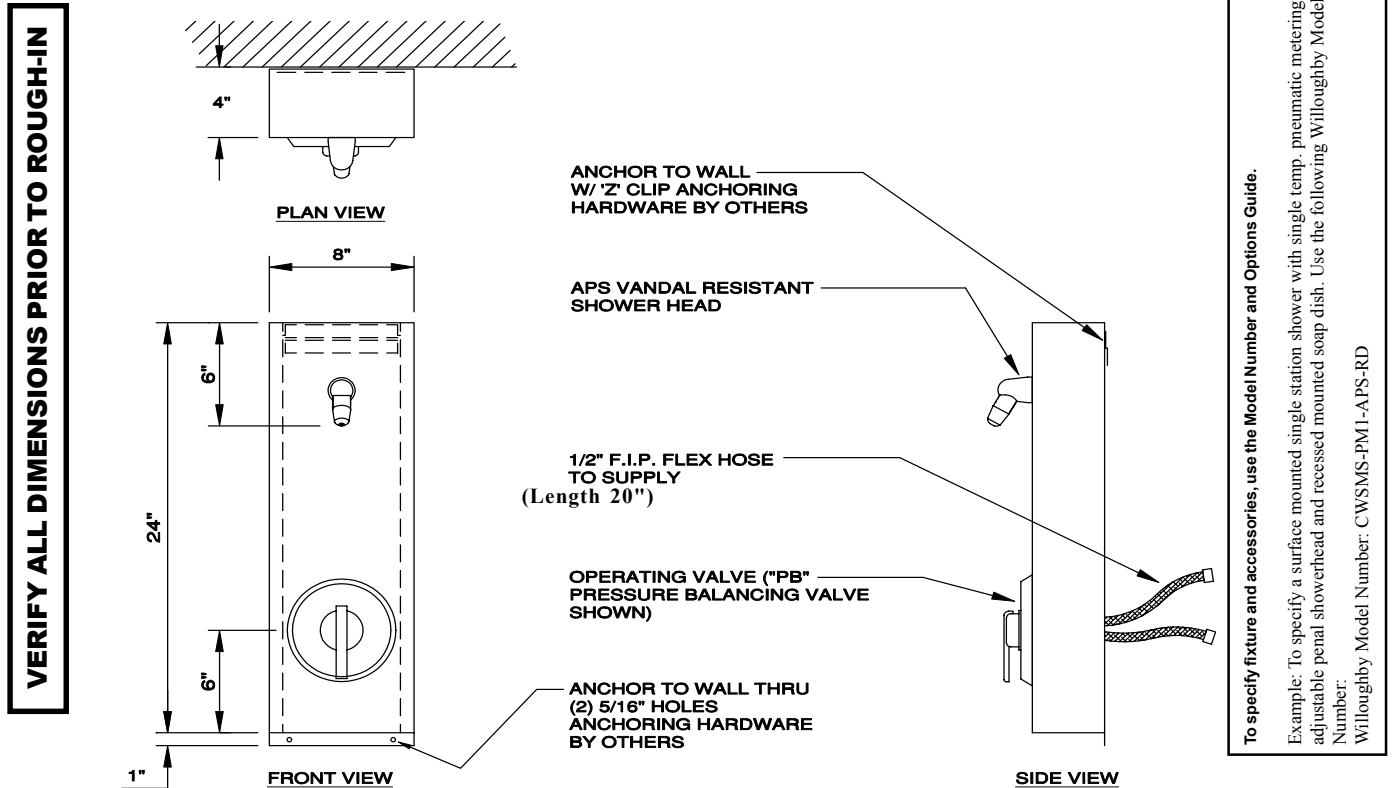 VERIFY ALL DIMENSIONS PRIOR TO ROUGH-IN
4"
PLAN VIEW
8"
6"
24"
6"
1"
FRONT VIEW
ANCHOR TO WALL
W/ 'Z' CLIP ANCHORING
HARDWARE BY OTHERS
APS VANDAL RESISTANT
SHOWER HEAD
1/2" F.I.P. FLEX HOSE
TO SUPPLY
(Length 20")
OPERATING VALVE ("PB"
PRESSURE BALANCING VALVE
SHOWN)
ANCHOR TO WALL THRU
(2) 5/16" HOLES
ANCHORING HARDWARE
BY OTHERS
SIDE VIEW
To specify fixture and accessories, use the Model Number and Options Guide.
Example: To specify a surface mounted single station shower with single temp. pneumatic metering
adjustable penal showerhead and recessed mounted soap dish. Use the following Willoughby Model
Number:
Willoughby Model Number: CWSMS-PM1-APS-RD